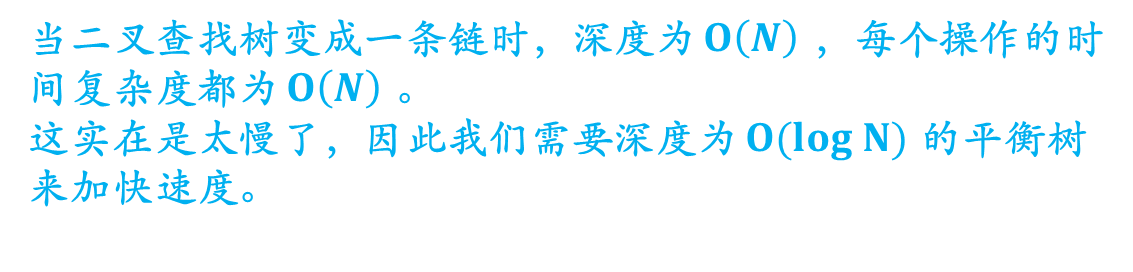 当二叉查找树变成一条链时，深度为 O(N) ，每个操作的时
间复杂度都为 O(N) 。
这实在是太慢了，因此我们需要深度为 O(log N) 的平衡树
来加快速度。